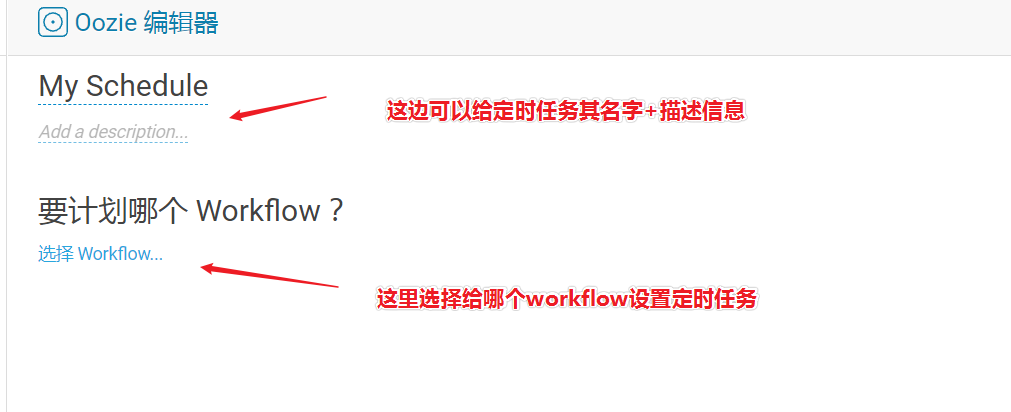 Oozie 编辑器
My Schedule
这边可以给定时任务其名字+描述信息
Add a description...
要计划哪个 Workflow？
选择 Workflow...
这里选择给哪个workflow设置定时任务